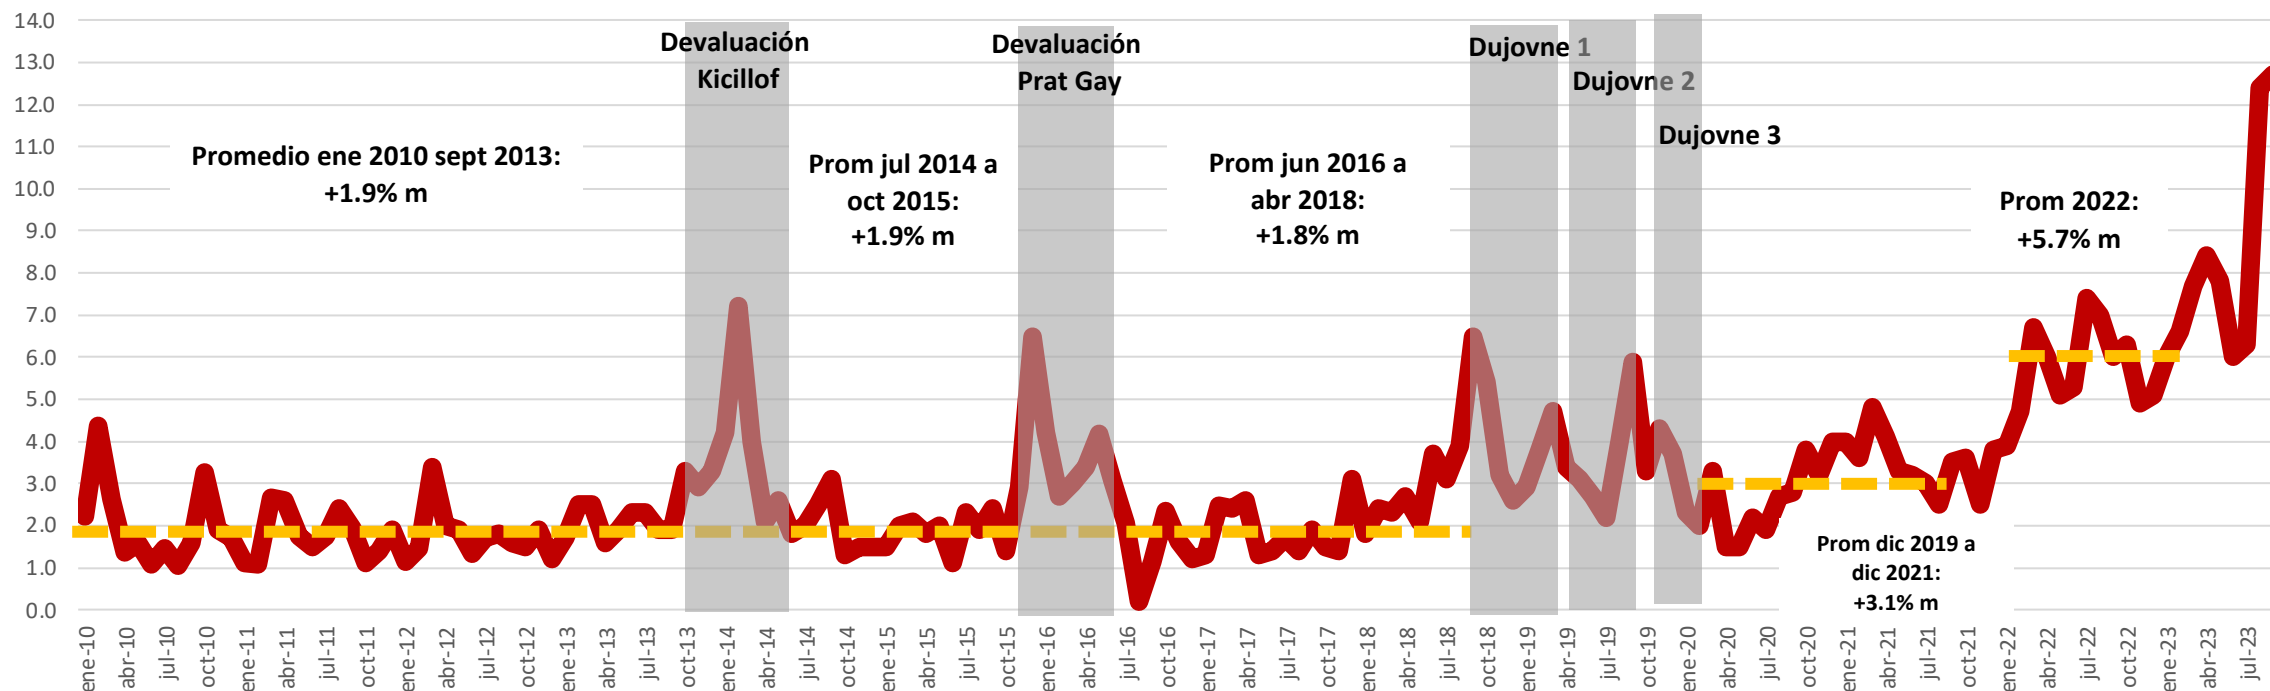 14.0
13.0
12.0
11.0
10.0
9.0
8.0
7.0
6.0
5.0
4.0
3.0
2.0
1.0
0.0
Devaluación
Kicillof
Devaluación
Prat Gay
Dujovne 1
Dujovne 2
Dujovne 3
Promedio ene 2010 sept 2013:
+1.9% m
Prom jul 2014 a
oct 2015:
+1.9% m
Prom jun 2016 a
abr 2018:
+1.8% m
Prom 2022:
+5.7% m
Prom dic 2019 a
dic 2021:
+3.1% m
ene-10
abr-10
jul-10
oct-10
ene-11
abr-11
jul-11
oct-11
ene-12
abr-12
jul-12
oct-12
ene-13
abr-13
jul-13
oct-13
ene-14
abr-14
jul-14
oct-14
ene-15
abr-15
jul-15
oct-15
ene-16
abr-16
jul-16
oct-16
ene-17
abr-17
jul-17
oct-17
ene-18
abr-18
jul-18
oct-18
ene-19
abr-19
jul-19
oct-19
ene-20
abr-20
jul-20
oct-20
ene-21
abr-21
jul-21
oct-21
ene-22
abr-22
jul-22
oct-22
ene-23
abr-23
jul-23